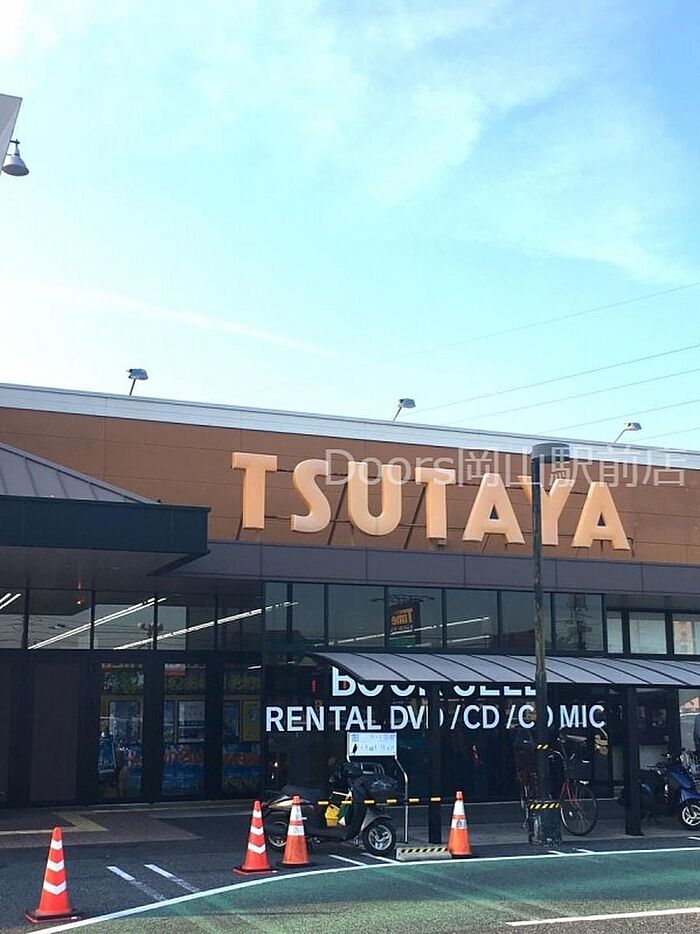 Doors岡山駅前店
TSUTAYA
RENTAL DVD/CD/COMIC